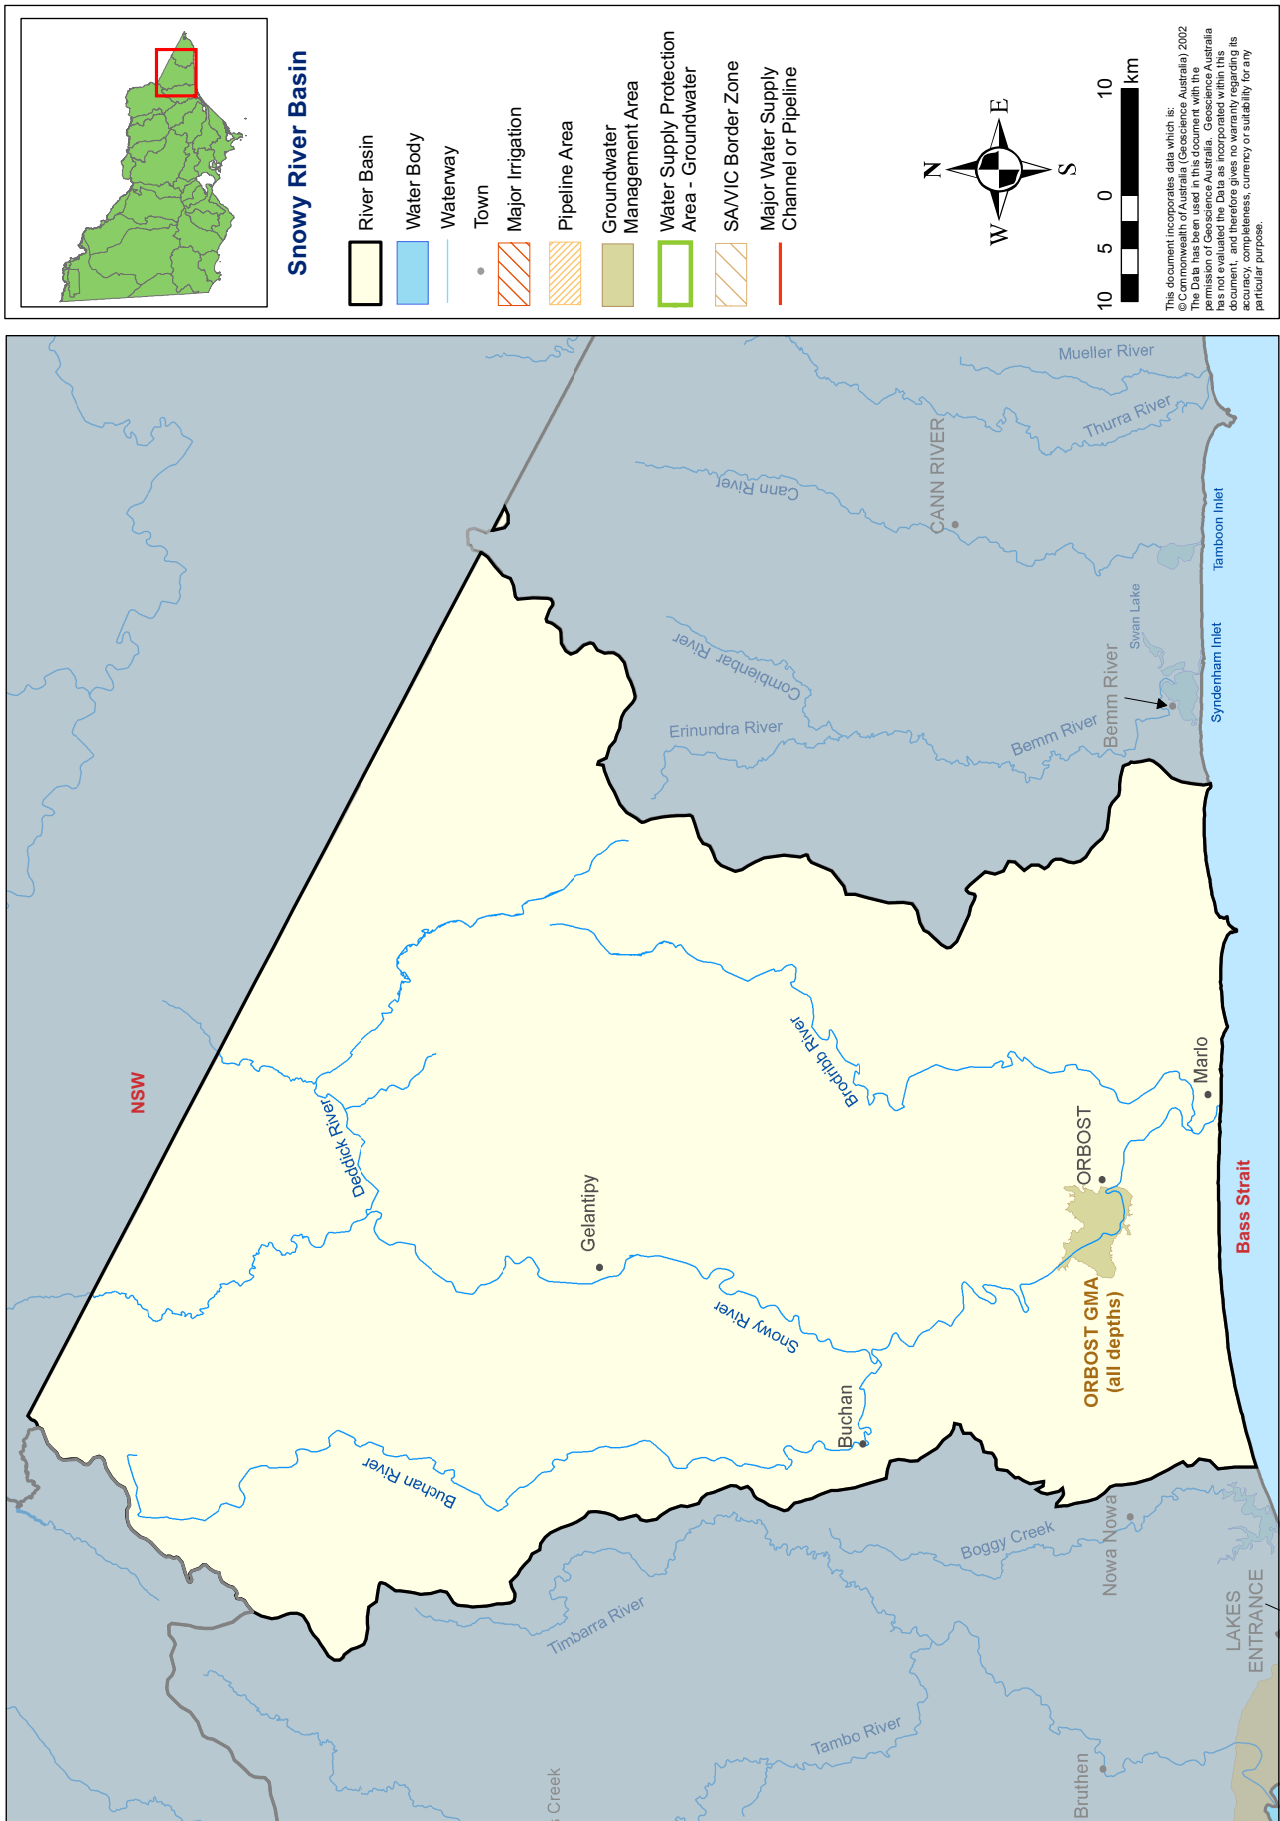 Snowy River Basin
River Basin
Water Body
Waterway
Town
Major Irrigation
Pipeline Area
Groundwater
Management Area
Water Supply Protection
Area - Groundwater
SA/VIC Border Zone
Major Water Supply
Channel or Pipeline
N
W
E
S
10
5
0
10
km
This document incorporates data which is:
© Commonwealth of Australia (Geoscience Australia) 2002
The Data has been used in this document with the
permission of Geoscience Australia. Geoscience Australia
has not evaluated the Data as incorporated within this
document, and therefore gives no warranty regarding its
accuracy, completeness, currency or suitability for any
particular purpose.
NSW
Deddick River
Gelantipy
Snowy River
Buchan River
Buchan
Brodribb River
ORBOST
ORBOST GMA
(all depths)
Marlo
Bass Strait
Mueller River
Thurra River
CANN RIVER
Cann River
Tamboon Inlet
Swan Lake
Syndenham Inlet
Combienbar River
Erinundra River
Bemm River
Bemm River
Timbarra River
Boggy Creek
Nowa Nowa
LAKES
ENTRANCE
Tambo River
Bruthen
Creek